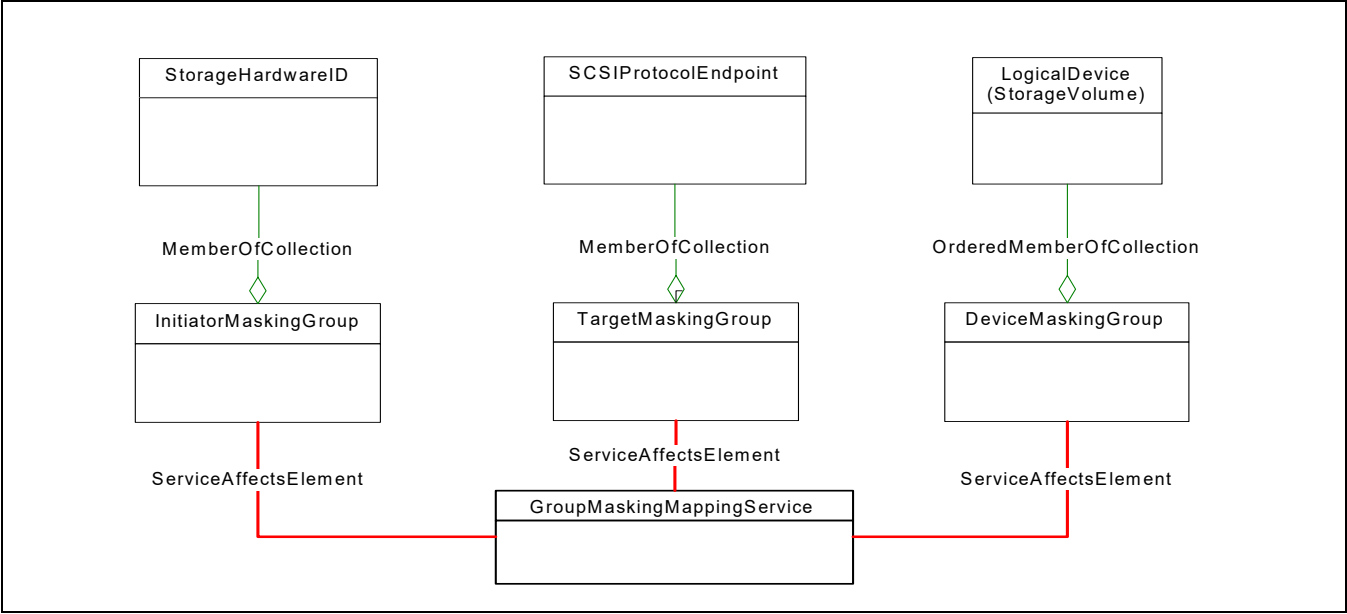 StorageHardwareID
SCSIProtocolEndpoint
LogicalDevice
(StorageVolume)
MemberOfCollection
MemberOfCollection
OrderedMemberOfCollection
InitiatorMaskingGroup
TargetMaskingGroup
DeviceMaskingGroup
ServiceAffectsElement
ServiceAffectsElement
ServiceAffectsElement
GroupMaskingMappingService